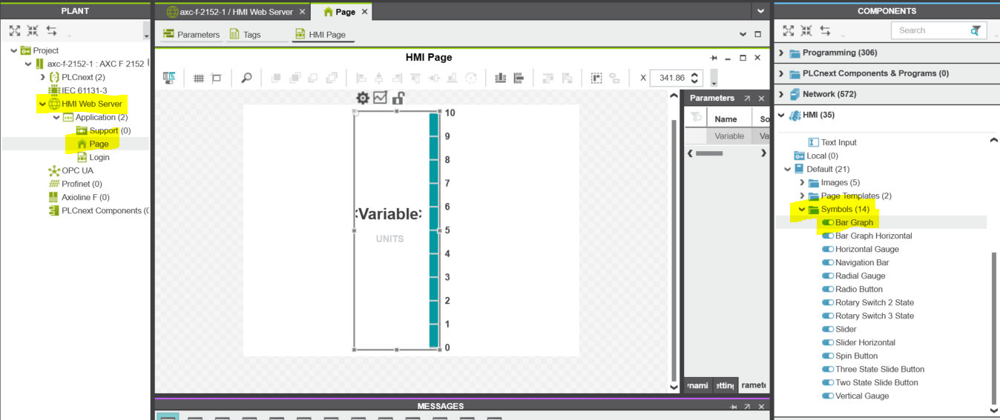 PLANT
Project
axc-f-2152-1 : AXC F 2152
PLCnext (2)
IEC 61131-3
HMI Web Server
Application (2)
Support (0)
Page
Login
OPC UA
Profinet (0)
Axioline F (0)
PLCnext Components (0
axc-f-2152-1 / HMI Web Server
Page
Parameters
Tags
HMI Page
HMI Page
X 341.86
10
9
8
7
6
5
4
3
2
1
0
:Variable:
UNITS
Parameters
Name
So
Variable
Va
MESSAGES
COMPONENTS
Search
Programming (306)
PLCnext Components & Programs (0)
Network (572)
HMI (35)
Text Input
Local (0)
Default (21)
Images (5)
Page Templates (2)
Symbols (14)
Bar Graph
Bar Graph Horizontal
Horizontal Gauge
Navigation Bar
Radial Gauge
Radio Button
Rotary Switch 2 State
Rotary Switch 3 State
Slider
Slider Horizontal
Spin Button
Three State Slide Button
Two State Slide Button
Vertical Gauge